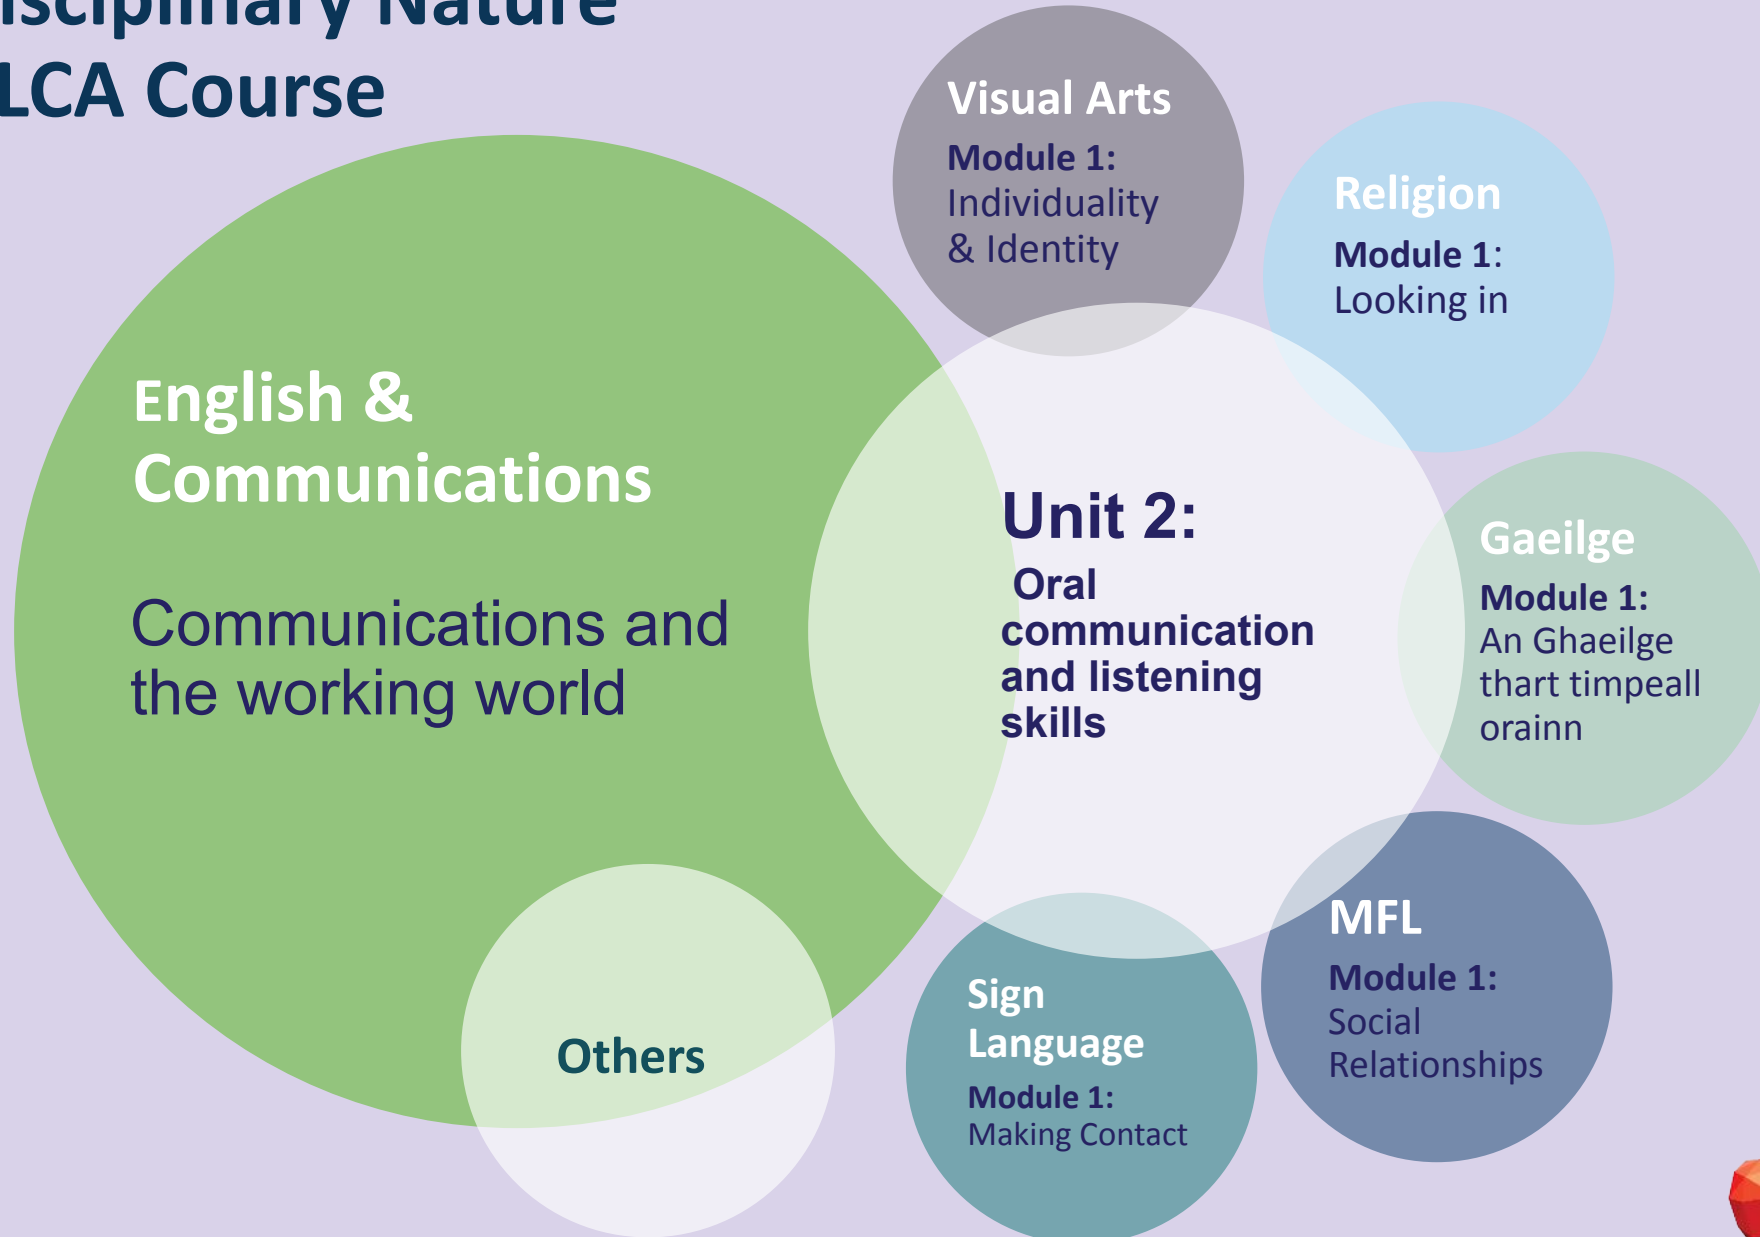 isciplinary Nature
LCA Course
Visual Arts
Module 1:
Individuality
& Identity
Religion
Module 1:
Looking in
English &
Communications
Communications and
the working world
Unit 2:
Oral
communication
and listening
skills
Gaeilge
Module 1:
An Ghaeilge
thart timpeall
orainn
MFL
Module 1:
Social
Relationships
Sign
Language
Module 1:
Making Contact
Others